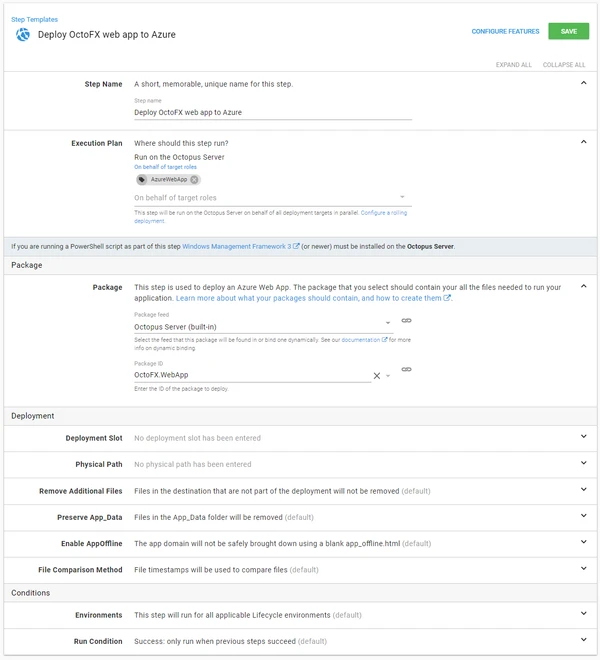 Step Templates
Deploy OctoFX web app to Azure
CONFIGURE FEATURES
SAVE
EXPAND ALL
COLLAPSE ALL
Step Name
A short, memorable, unique name for this step.
Step name
Deploy OctoFX web app to Azure
Execution Plan
Where should this step run?
Run on the Octopus Server
On behalf of target roles
AzureWebApp
On behalf of target roles
This step will be run on the Octopus Server on behalf of all deployment targets in parallel. Configure a rolling
deployment.
If you are running a PowerShell script as part of this step Windows Management Framework 3 (or newer) must be installed on the Octopus Server.
Package
Package
This step is used to deploy an Azure Web App. The package that you select should contain your all the files needed to run your
application. Learn more about what your packages should contain, and how to create them.
Package feed
Octopus Server (built-in)
Select the feed that this package will be found in or bind one dynamically. See our documentation for more
info on dynamic binding.
Package ID
OctoFX.WebApp
Enter the ID of the package to deploy.
Deployment
Deployment Slot
No deployment slot has been entered
Physical Path
No physical path has been entered
Remove Additional Files
Files in the destination that are not part of the deployment will not be removed (default)
Preserve App_Data
Files in the App_Data folder will be removed (default)
Enable AppOffline
The app domain will not be safely brought down using a blank app_offline.html (default)
File Comparison Method
File timestamps will be used to compare files (default)
Conditions
Environments
This step will run for all applicable Lifecycle environments (default)
Run Condition
Success: only run when previous steps succeed (default)